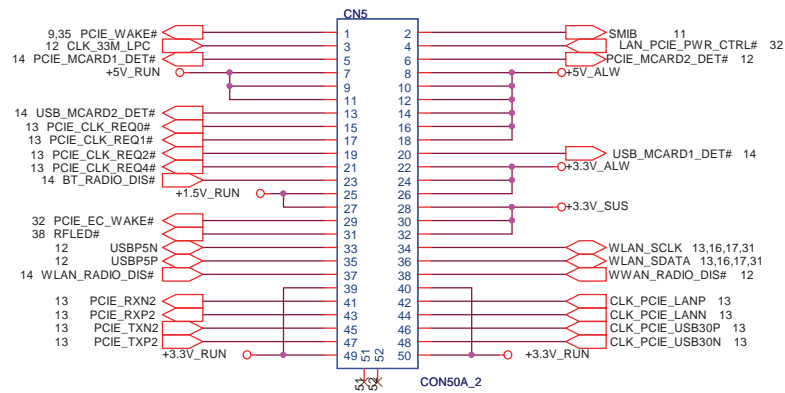 CN5
9,35 PCIE_WAKE# 1 2 SMIB 11
12 CLK_33M_LPC 3 4 LAN_PCIE_PWR_CTRL# 32
14 PCIE_MCARD1_DET# 5 6 PCIE_MCARD2_DET# 12
+5V_RUN 7 8 +5V_ALW
9 10
11 12
14 USB_MCARD2_DET# 13 14
13 PCIE_CLK_REQ0# 15 16
13 PCIE_CLK_REQ1# 17 18
13 PCIE_CLK_REQ2# 19 20 USB_MCARD1_DET# 14
13 PCIE_CLK_REQ4# 21 22 +3.3V_ALW
14 BT_RADIO_DIS# 23 24
+1.5V_RUN 25 26
27 28 +3.3V_SUS
32 PCIE_EC_WAKE# 29 30
38 RFLED# 31 32
12 USBP5N 33 34 WLAN_SCLK 13,16,17,31
12 USBP5P 35 36 WLAN_SDATA 13,16,17,31
14 WLAN_RADIO_DIS# 37 38 WWAN_RADIO_DIS# 12
39 40
13 PCIE_RXN2 41 42 CLK_PCIE_LANP 13
13 PCIE_RXP2 43 44 CLK_PCIE_LANN 13
13 PCIE_TXN2 45 46 CLK_PCIE_USB30P 13
13 PCIE_TXP2 47 48 CLK_PCIE_USB30N 13
+3.3V_RUN 49 51 52 50 +3.3V_RUN
51 52
CON50A_2